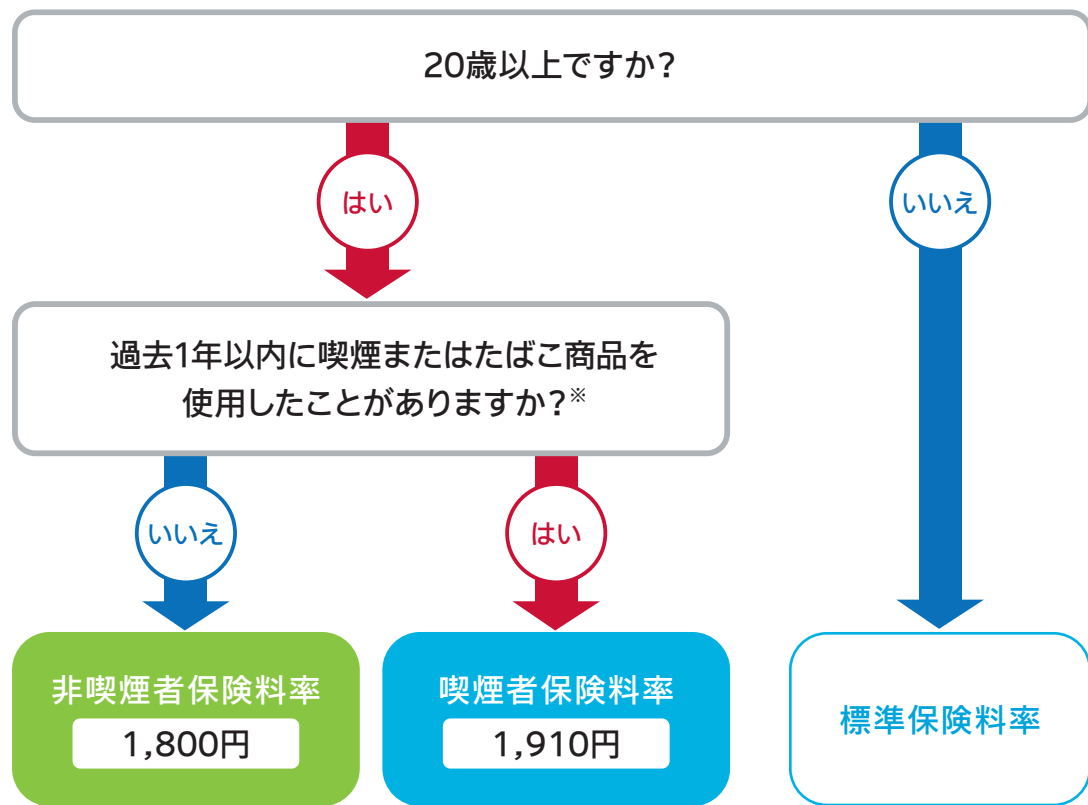 20歳以上ですか?
はい
いいえ
過去1年以内に喫煙またはたばこ商品を
使用したことがありますか?※
いいえ
はい
非喫煙者保険料率
1,800円
喫煙者保険料率
1,910円
標準保険料率